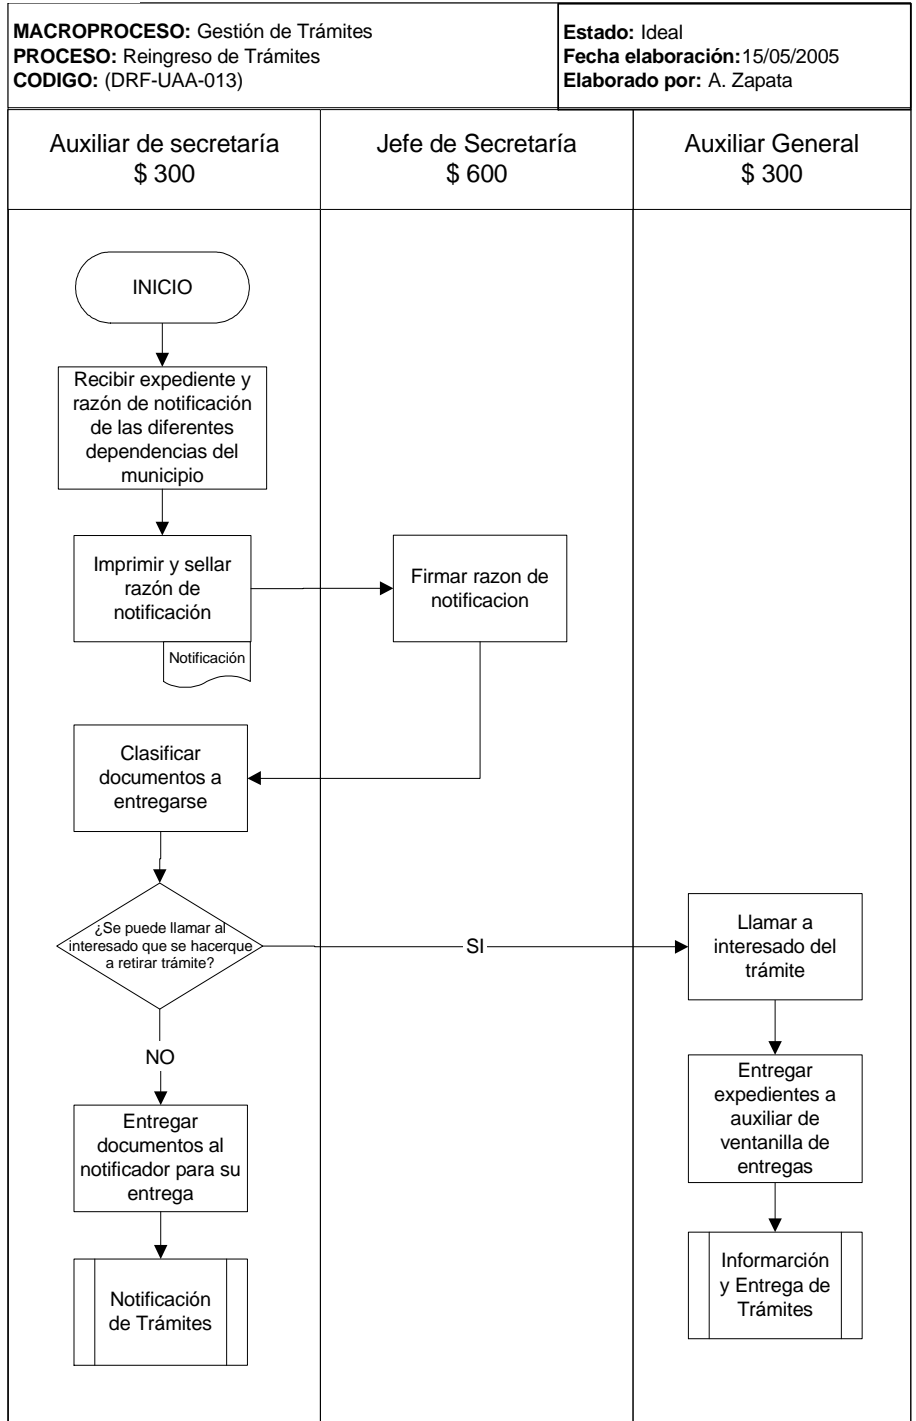 MACROPROCESO: Gestión de Trámites
PROCESO: Reingreso de Trámites
CODIGO: (DRF-UAA-013)
Estado: Ideal
Fecha elaboración:15/05/2005
Elaborado por: A. Zapata
Auxiliar de secretaría
$ 300
Jefe de Secretaría
$ 600
Auxiliar General
$ 300
INICIO
Recibir expediente y
razón de notificación
de las diferentes
dependencias del
municipio
Imprimir y sellar
razón de
notificación
Notificación
Firmar razon de
notificacion
Clasificar
documentos a
entregarse
¿Se puede llamar al
interesado que se hacerque
a retirar trámite?
SI
Llamar a
interesado del
trámite
NO
Entregar
documentos al
notificador para su
entrega
Entregar
expedientes a
auxiliar de
ventanilla de
entregas
Notificación
de Trámites
Informarción
y Entrega de
Trámites